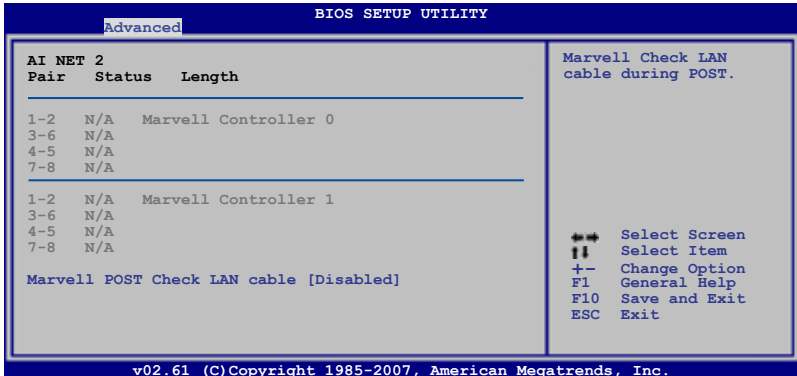 BIOS SETUP UTILITY
Advanced
AI NET 2
Pair Status Length
1-2 N/A Marvell Controller 0
3-6 N/A
4-5 N/A
7-8 N/A
1-2 N/A Marvell Controller 1
3-6 N/A
4-5 N/A
7-8 N/A
Marvell POST Check LAN cable [Disabled]
Marvell Check LAN
cable during POST.
Select Screen
Select Item
+- Change Option
F1 General Help
F10 Save and Exit
ESC Exit
v02.61 (C)Copyright 1985-2007, American Megatrends, Inc.